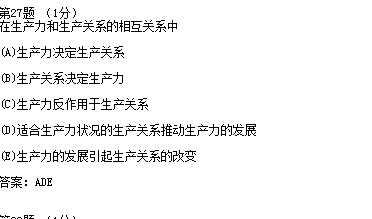 第27题 （1分）
在生产力和生产关系的相互关系中
(A)生产力决定生产关系
(B)生产关系决定生产力
(C)生产力反作用于生产关系
(D)适合生产力状况的生产关系推动生产力的发展
(E)生产力的发展引起生产关系的改变
答案：ADE